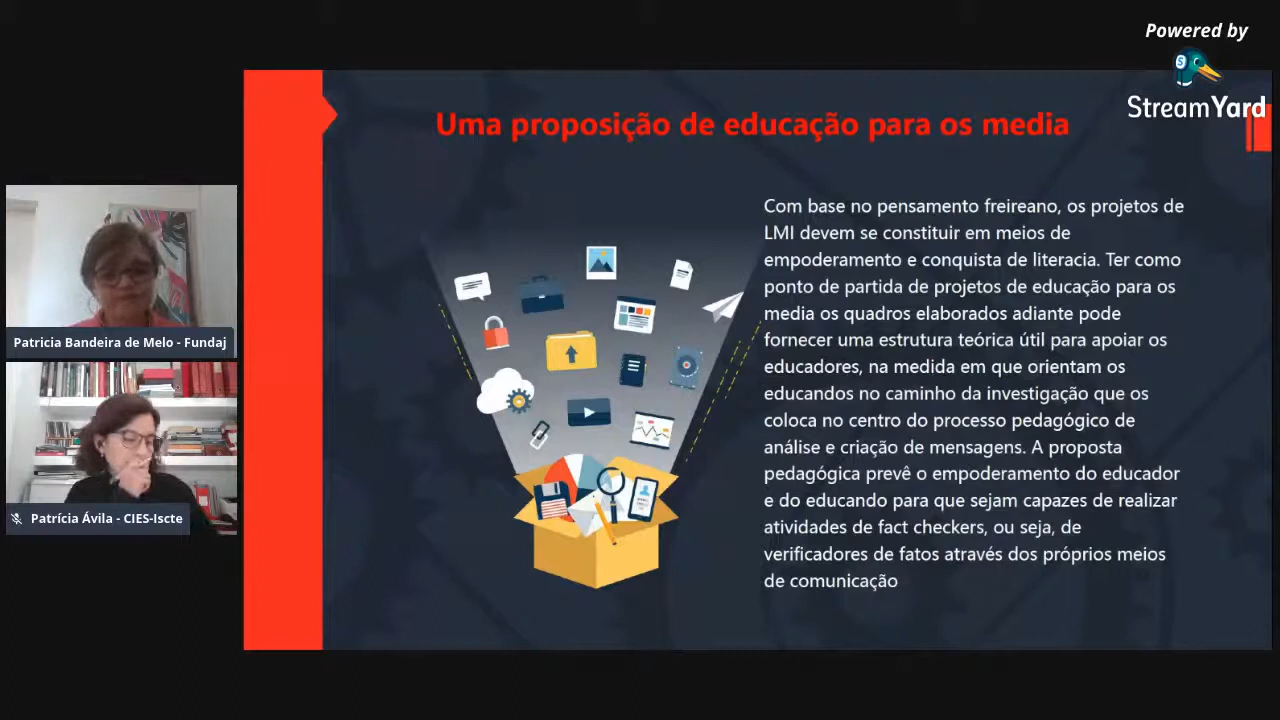 Powered by
StreamYard
Uma proposição de educação para os media
Com base no pensamento freireano, os projetos de
LMI devem se constituir em meios de
empoderamento e conquista de literacia. Ter como
ponto de partida de projetos de educação para os
media os quadros elaborados adiante pode
fornecer uma estrutura teórica útil para apoiar os
educadores, na medida em que orientam os
educandos no caminho da investigação que os
coloca no centro do processo pedagógico de
análise e criação de mensagens. A proposta
pedagógica prevê o empoderamento do educador
e do educando para que sejam capazes de realizar
atividades de fact checkers, ou seja, de
verificadores de fatos através dos próprios meios
de comunicação
Patricia Bandeira de Melo - Fundaj
Patrícia Ávila - CIES-Iscte